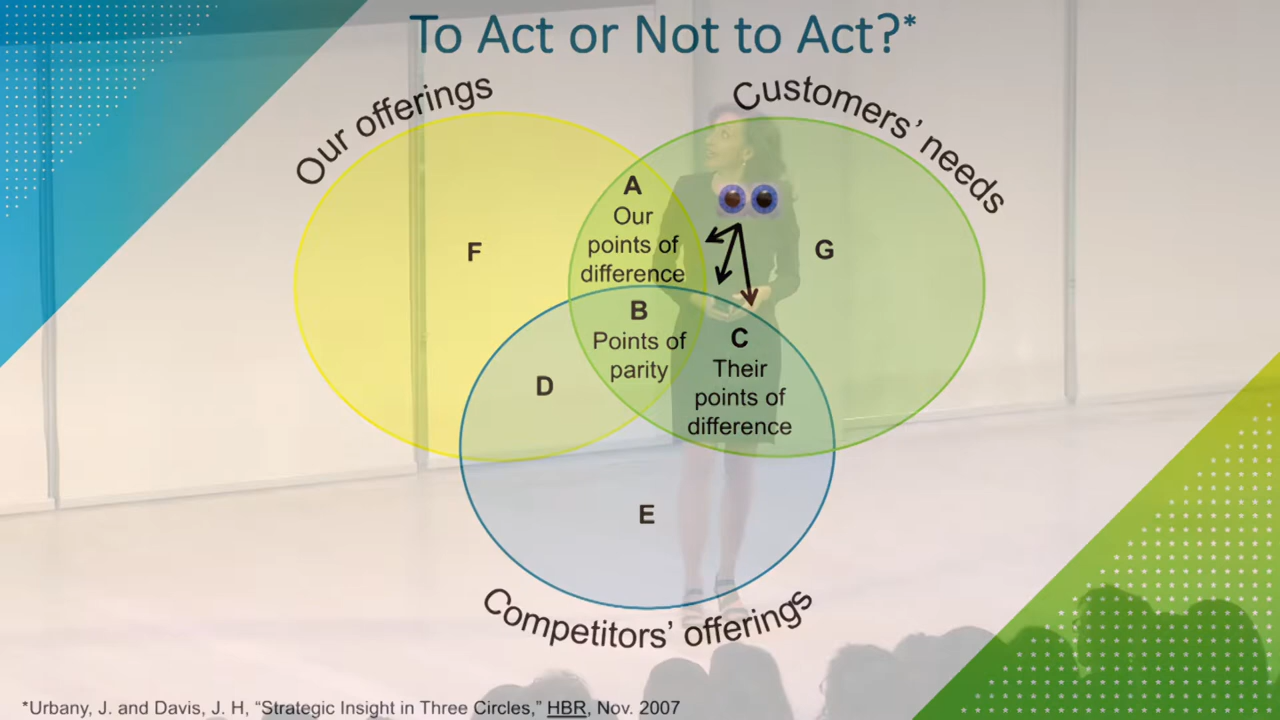 To Act or Not to Act?*
Our offerings
Customers’ needs
A
Our
points of
difference
F
G
B
Points of
parity
C
Their
points of
difference
D
E
Competitors’ offerings
*Urbany, J. and Davis, J. H, “Strategic Insight in Three Circles,” HBR, Nov. 2007